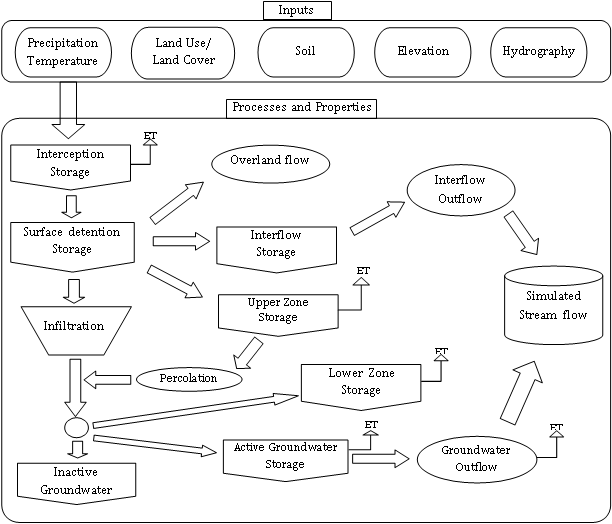 Inputs
Precipitation
Temperature
Land Use/
Land Cover
Soil
Elevation
Hydrography
Processes and Properties
ET
Interception
Storage
Overland flow
Interflow
Outflow
Surface detention
Storage
Interflow
Storage
ET
Upper Zone
Storage
Simulated
Stream flow
Infiltration
ET
Percolation
Lower Zone
Storage
ET
Active Groundwater
Storage
ET
Groundwater
Outflow
Inactive
Groundwater